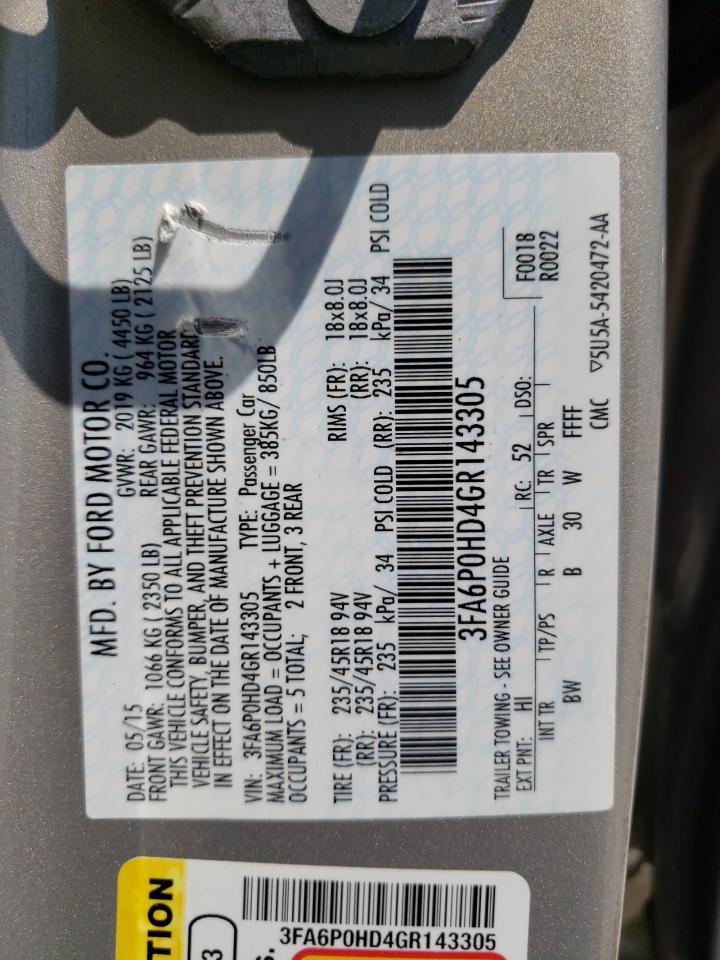 MFD. BY FORD MOTOR CO.
DATE: 05/15 GVWR: 2019 KG ( 4450 LB)
FRONT GAWR: 1066 KG ( 2350 LB) REAR GAWR: 964 KG ( 2125 LB)
THIS VEHICLE CONFORMS TO ALL APPLICABLE FEDERAL MOTOR
VEHICLE SAFETY, BUMPER, AND THEFT PREVENTION STANDARD
IN EFFECT ON THE DATE OF MANUFACTURE SHOWN ABOVE.
VIN: 3FA6P0HD4GR143305 TYPE: Passenger Car
MAXIMUM LOAD = OCCUPANTS + LUGGAGE = 385KG/ 850LB
OCCUPANTS = 5 TOTAL; 2 FRONT, 3 REAR
TIRE (FR): 235/45R18 94V RIMS (FR): 18x8.0J
(RR): 235/45R18 94V (RR): 18x8.0J
PRESSURE (FR): 235 kPa/ 34 PSI COLD (RR): 235 kPa/ 34 PSI COLD
3FA6P0HD4GR143305
TRAILER TOWING - SEE OWNER GUIDE F0018
EXT PNT: HI RC: 52 DSO: R0022
INT TR TP/PS R AXLE TR SPR
BW B 30 W FFFF
CMC ▽5U5A-5420472-AA
TION
3
s.
3FA6P0HD4GR143305